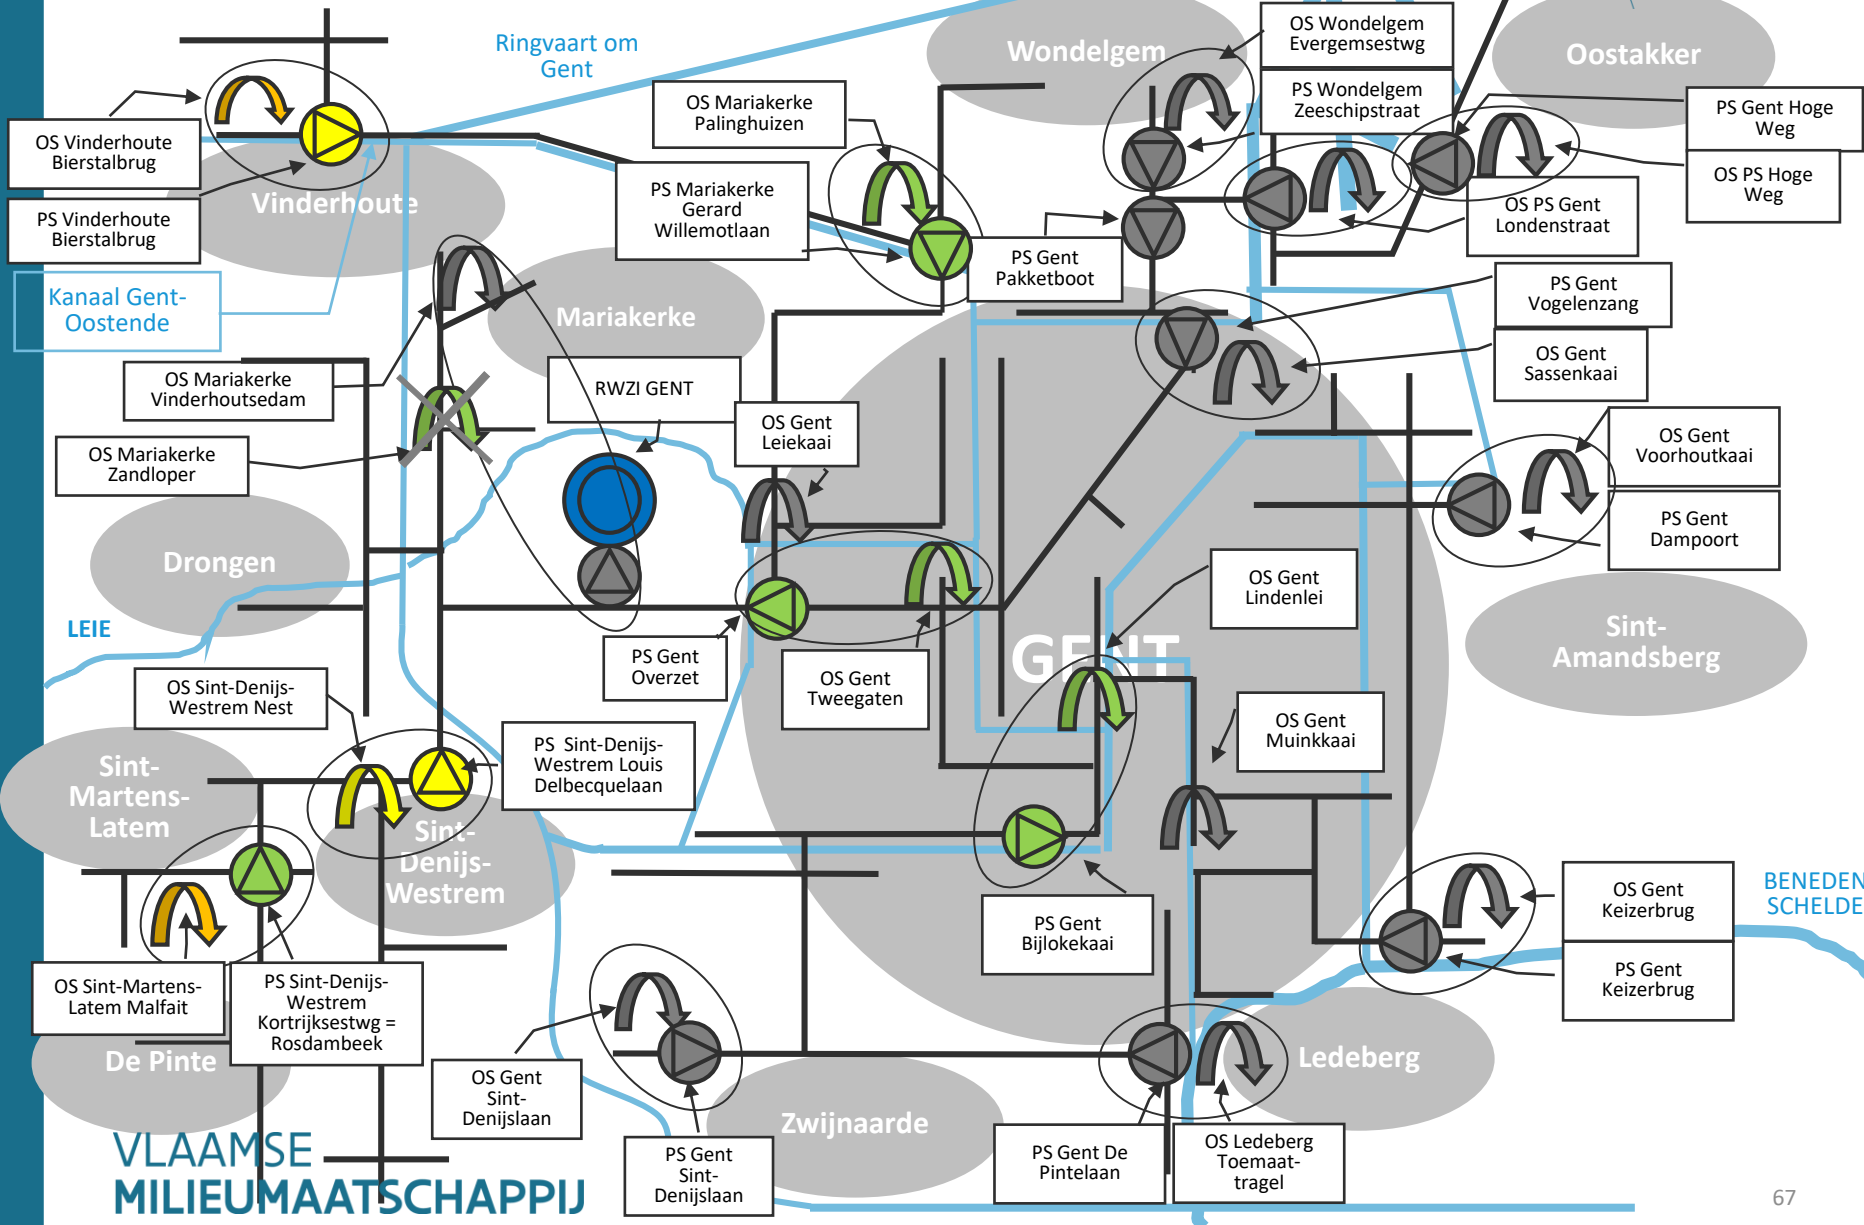 Ringvaart om
Gent
Wondelgem
OS Wondelgem
Evergemsestwg
Oostakker
PS Wondelgem
Zeeschipstraat
OS Mariakerke
Palinghuizen
PS Gent Hoge
Weg
OS Vinderhoute
Bierstalbrug
OS PS Hoge
Weg
PS Mariakerke
Gerard
Willemotlaan
Vinderhoute
PS Vinderhoute
Bierstalbrug
OS PS Gent
Londenstraat
PS Gent
Pakketboot
Kanaal Gent-
Oostende
PS Gent
Vogelenzang
Mariakerke
OS Gent
Sassenkaai
OS Mariakerke
Vinderhoutsedam
RWZI GENT
OS Gent
Leiekaai
OS Mariakerke
Zandloper
OS Gent
Voorhoutkaai
PS Gent
Dampoort
Drongen
OS Gent
Lindenlei
LEIE
PS Gent
Overzet
OS Gent
Tweegaten
GENT
Sint-
Amandsberg
OS Sint-Denijs-
Westrem Nest
OS Gent
Muinkkaai
PS  Sint-Denijs-
Westrem Louis
Delbecquelaan
Sint-
Martens-
Latem
Sint-
Denijs-
Westrem
PS Gent
Bijlokekaai
OS Gent
Keizerbrug
BENEDEN
SCHELDE
PS Gent
Keizerbrug
OS Sint-Martens-
Latem Malfait
PS Sint-Denijs-
Westrem
Kortrijksestwg =
Rosdambeek
De Pinte
OS Gent
Sint-
Denijslaan
Ledeberg
Zwijnaarde
PS Gent
Sint-
Denijslaan
PS Gent De
Pintelaan
OS Ledeberg
Toemaat-
tragel
VLAAMSE
MILIEUMAATSCHAPPIJ
67